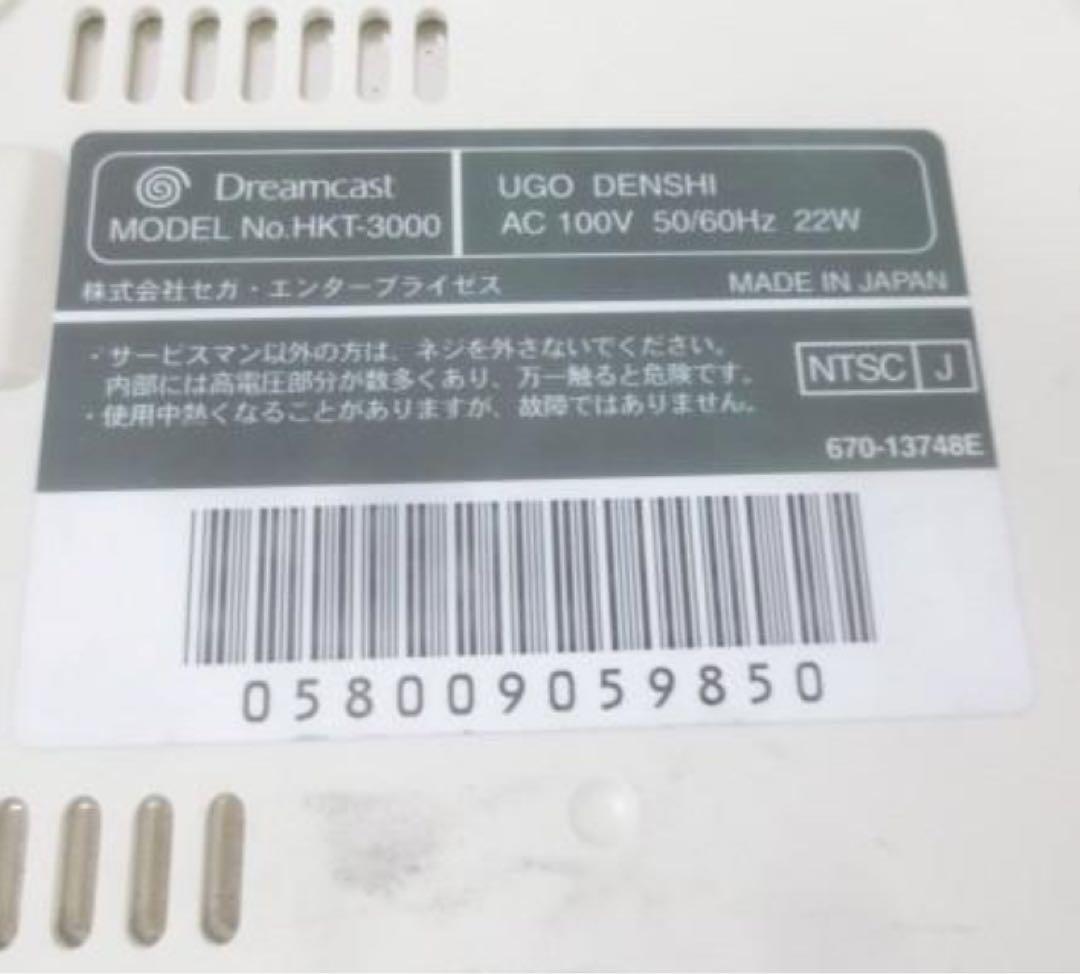 Dreamcast
MODEL No.HKT-3000
UGO DENSHI
AC 100V 50/60Hz 22W
株式会社セガ・エンタープライゼス
MADE IN JAPAN
・サービスマン以外の方は、ネジを外さないでください。
内部には高電圧部分が数多くあり、万一触ると危険です。
・使用中熱くなることがありますが、故障ではありません。
NTSC J
670-13748E
058009059850